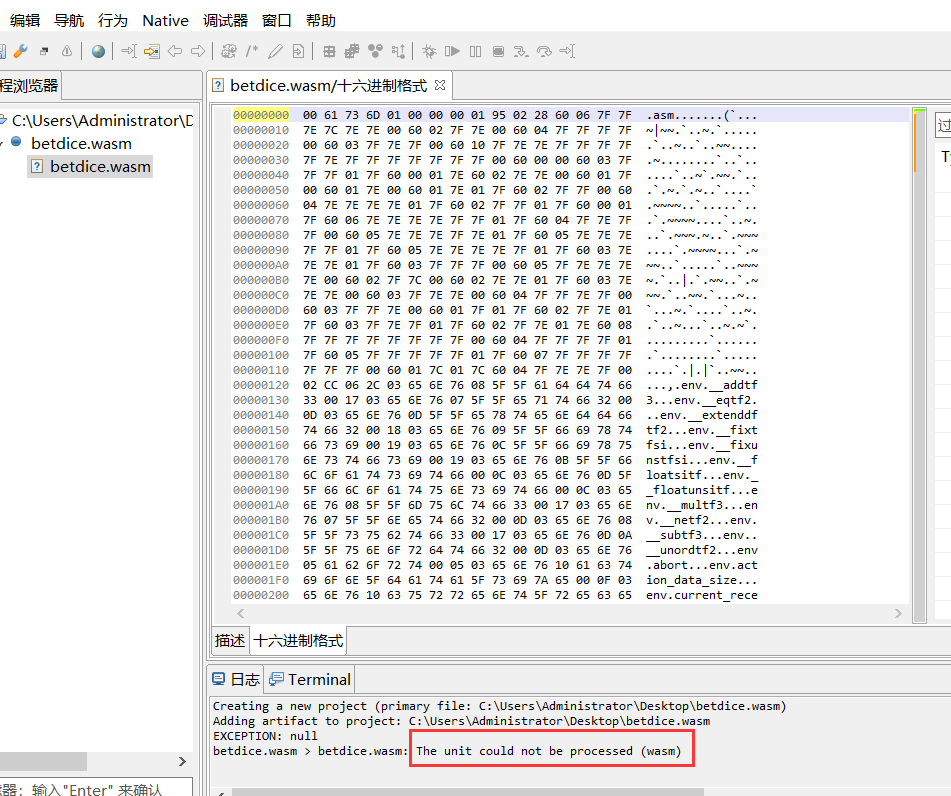 编辑 导航 行为 Native 调试器 窗口 帮助
程浏览器
betdice.wasm/十六进制格式
C:\Users\Administrator\D
betdice.wasm
betdice.wasm
00000000 00 61 73 6D 01 00 00 00 01 95 02 28 60 06 7F 7F .asm.......(`...
00000010 7E 7C 7E 7E 00 60 02 7F 7E 00 60 04 7F 7F 7F 7F ~|~~.`..~.`.....
00000020 00 60 03 7F 7E 7F 00 60 10 7F 7E 7E 7F 7F 7F 7F .`..~..`..~~....
00000030 7F 7E 7F 7F 7F 7F 7F 7F 7F 00 60 00 00 60 03 7F .~........`..`..
00000040 7F 7F 01 7F 60 00 01 7E 60 02 7E 7E 00 60 01 7F ....`..~`.~~.`..
00000050 00 60 01 7E 00 60 01 7E 01 7F 60 02 7F 7F 00 60 .`.~.`.~..`....`
00000060 04 7E 7E 7E 7E 01 7F 60 02 7F 7F 01 7F 60 00 01 .~~~~..`.....`..
00000070 7F 60 06 7E 7E 7E 7E 7F 7F 01 7F 60 04 7F 7E 7F .`.~~~~....`..~.
00000080 7F 00 60 05 7E 7E 7E 7F 7E 01 7F 60 05 7E 7E 7E ..`.~~~.~..`.~~~
00000090 7F 7F 01 7F 60 05 7E 7E 7E 7E 7F 01 7F 60 03 7E ....`.~~~~...`.~
000000A0 7E 7E 01 7F 60 03 7F 7F 7F 00 60 05 7F 7E 7E 7E ~~..`.....`..~~~
000000B0 7E 00 60 02 7F 7C 00 60 02 7E 7E 01 7F 60 03 7E ~.`..|.`.~~..`.~
000000C0 7E 7E 00 60 03 7F 7E 7E 00 60 04 7F 7F 7E 7F 00 ~~.`..~~.`...~..
000000D0 60 03 7F 7F 7E 00 60 01 7F 01 7F 60 02 7F 7E 01 `...~.`....`..~.
000000E0 7F 60 03 7F 7F 7E 7F 01 7F 60 02 7F 7E 01 7E 60 08
000000F0 7F 7F 7F 7F 7F 7F 7F 7F 00 60 04 7F 7F 7F 7F 01 .........`......
00000100 7F 60 05 7F 7F 7F 7F 7F 01 7F 60 07 7F 7F 7F 7F .`........`.....
00000110 7F 7F 7F 00 60 01 7C 01 7C 60 04 7F 7E 7E 7F 00 ....`.|.|`..~~..
00000120 02 CC 06 2C 03 65 6E 76 08 5F 5F 61 64 64 74 66 ...,.env.__addtf
00000130 33 00 17 03 65 6E 76 07 5F 5F 65 71 74 66 32 00 3...env.__eqtf2.
00000140 0D 03 65 6E 76 0D 5F 5F 65 78 74 65 6E 64 64 66 ..env.__extenddf
00000150 74 66 32 00 18 03 65 6E 76 09 5F 5F 66 69 78 74 tf2...env.__fixt
00000160 66 73 69 00 19 03 65 6E 76 0C 5F 5F 66 69 78 75 fsi...env.__fixu
00000170 6E 73 74 66 73 69 00 19 03 65 6E 76 0B 5F 5F 66 nstfsi...env.__f
00000180 6C 6F 61 74 73 69 74 66 00 0C 03 65 6E 76 0D 5F loatsitf...env._
00000190 5F 66 6C 6F 61 74 75 6E 73 69 74 66 00 0C 03 65 _floatunsitf...e
000001A0 6E 76 08 5F 5F 6D 75 6C 74 66 33 00 17 03 65 6E nv.__multf3...en
000001B0 76 07 5F 5F 6E 65 74 66 32 00 0D 03 65 6E 76 08 v.__netf2...env.
000001C0 5F 5F 73 75 62 74 66 33 00 17 03 65 6E 76 0D 0A __subtf3...env..
000001D0 5F 5F 75 6E 6F 72 64 74 66 32 00 0D 03 65 6E 76 __unordtf2...env
000001E0 05 61 62 6F 72 74 00 05 03 65 6E 76 10 61 63 74 .abort...env.act
000001F0 69 6F 6E 5F 64 61 74 61 5F 73 69 7A 65 00 0F 03 ion_data_size...
00000200 65 6E 76 10 63 75 72 72 65 6E 74 5F 72 65 63 65 env.current_rece
描述 十六进制格式
日志 Terminal
Creating a new project (primary file: C:\Users\Administrator\Desktop\betdice.wasm)
Adding artifact to project: C:\Users\Administrator\Desktop\betdice.wasm
EXCEPTION: null
betdice.wasm > betdice.wasm: The unit could not be processed (wasm)
器: 输入"Enter" 来确认